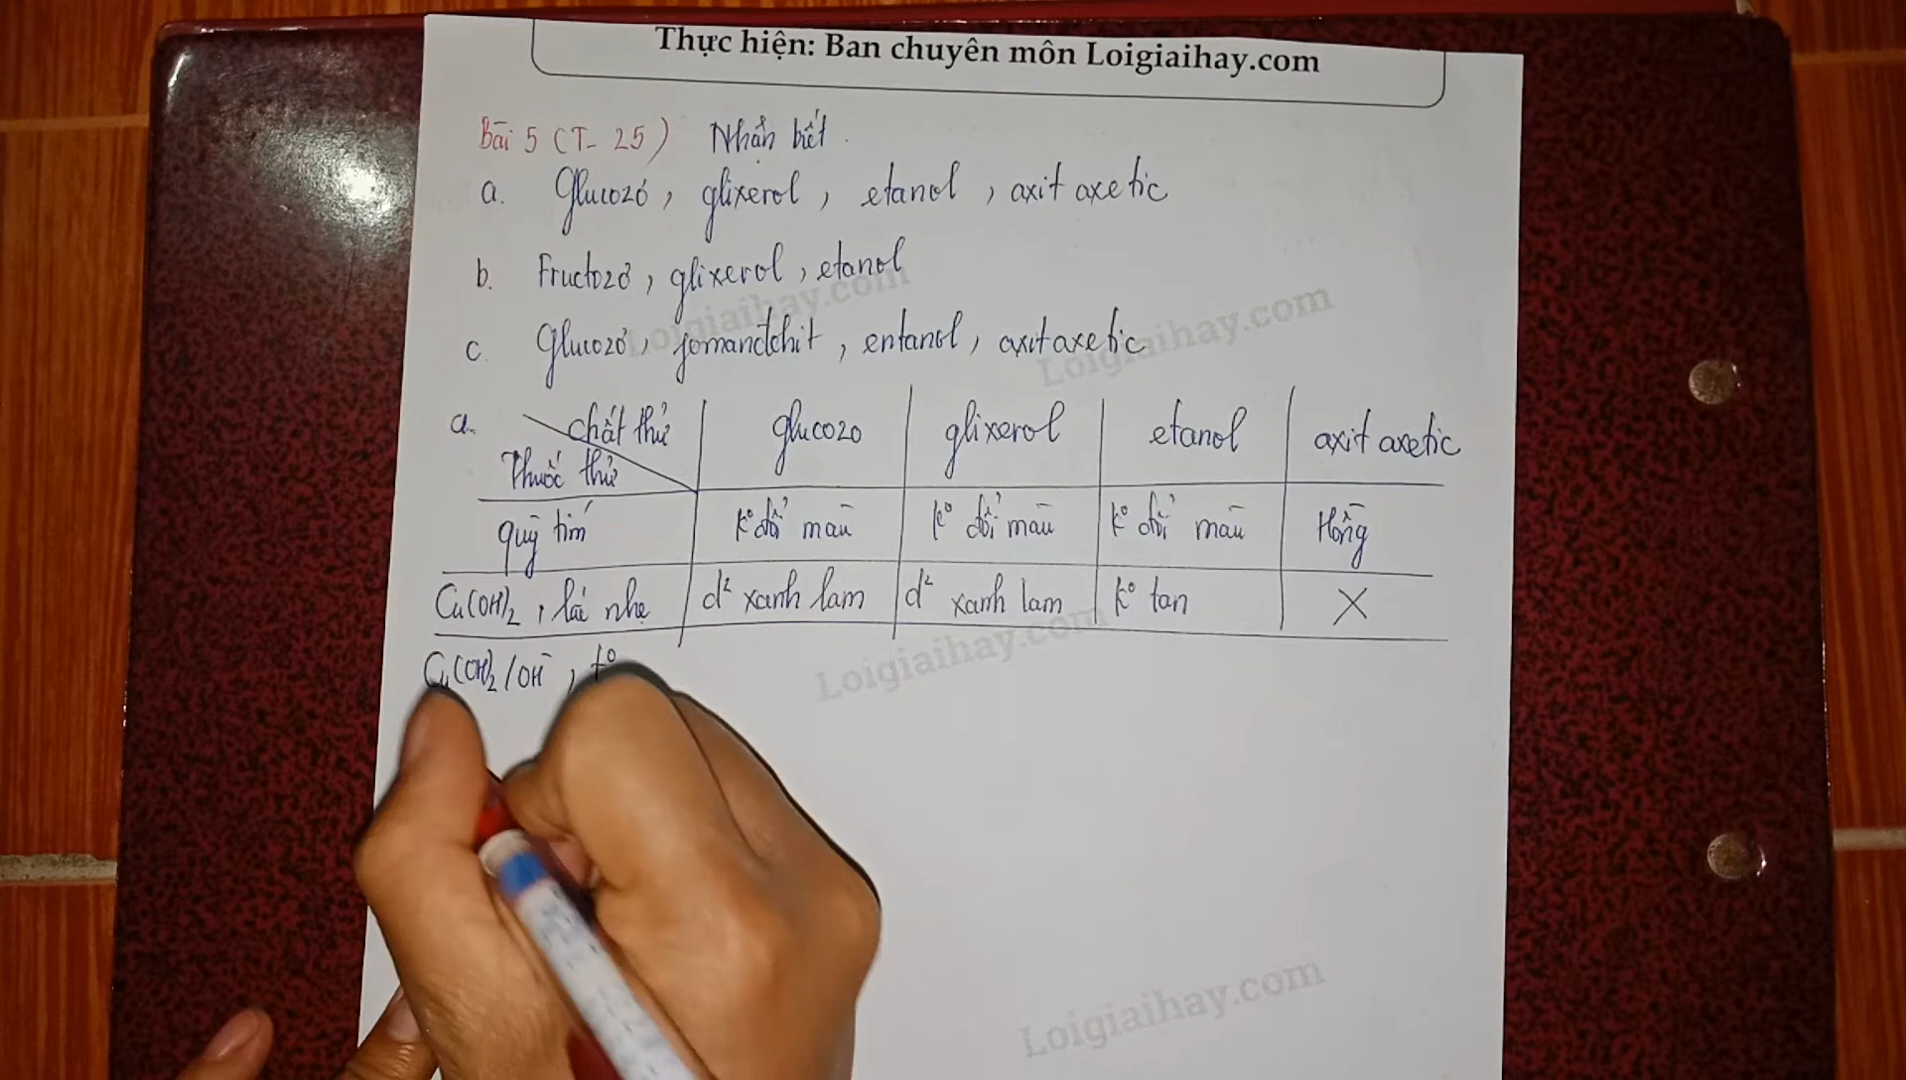 Thực hiện: Ban chuyên môn Loigiaihay.com
Bài 5 (T- 25) Nhận biết.
a. Glucozơ, glixerol, etanol, axit axetic
b. Fructozơ, glixerol, etanol
Loigiaihay.com
c. Glucozơ, fomanđehit, entanol, axit axetic
Loigiaihay.com
a. chất thử glucozo glixerol etanol axit axetic
Thuốc thử
quỳ tím k° đổi màu k° đổi màu k° đổi màu Hồng
Cu(OH)2, lắc nhẹ d² xanh lam d² xanh lam k° tan X
Cu(OH)2/OH⁻, t°
Loigiaihay.com
Loigiaihay.com